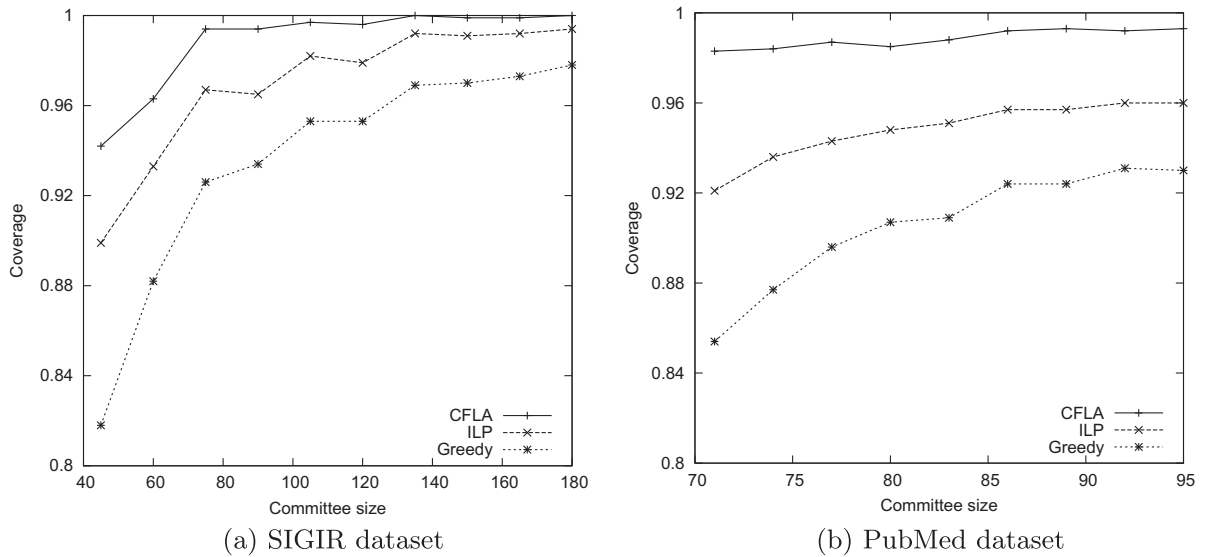 1
0.96
0.92
0.88
0.84
0.8
Coverage
40 60 80 100 120 140 160 180
Committee size
CFLA
ILP
Greedy
(a) SIGIR dataset
1
0.96
0.92
0.88
0.84
0.8
Coverage
70 75 80 85 90 95
Committee size
CFLA
ILP
Greedy
(b) PubMed dataset